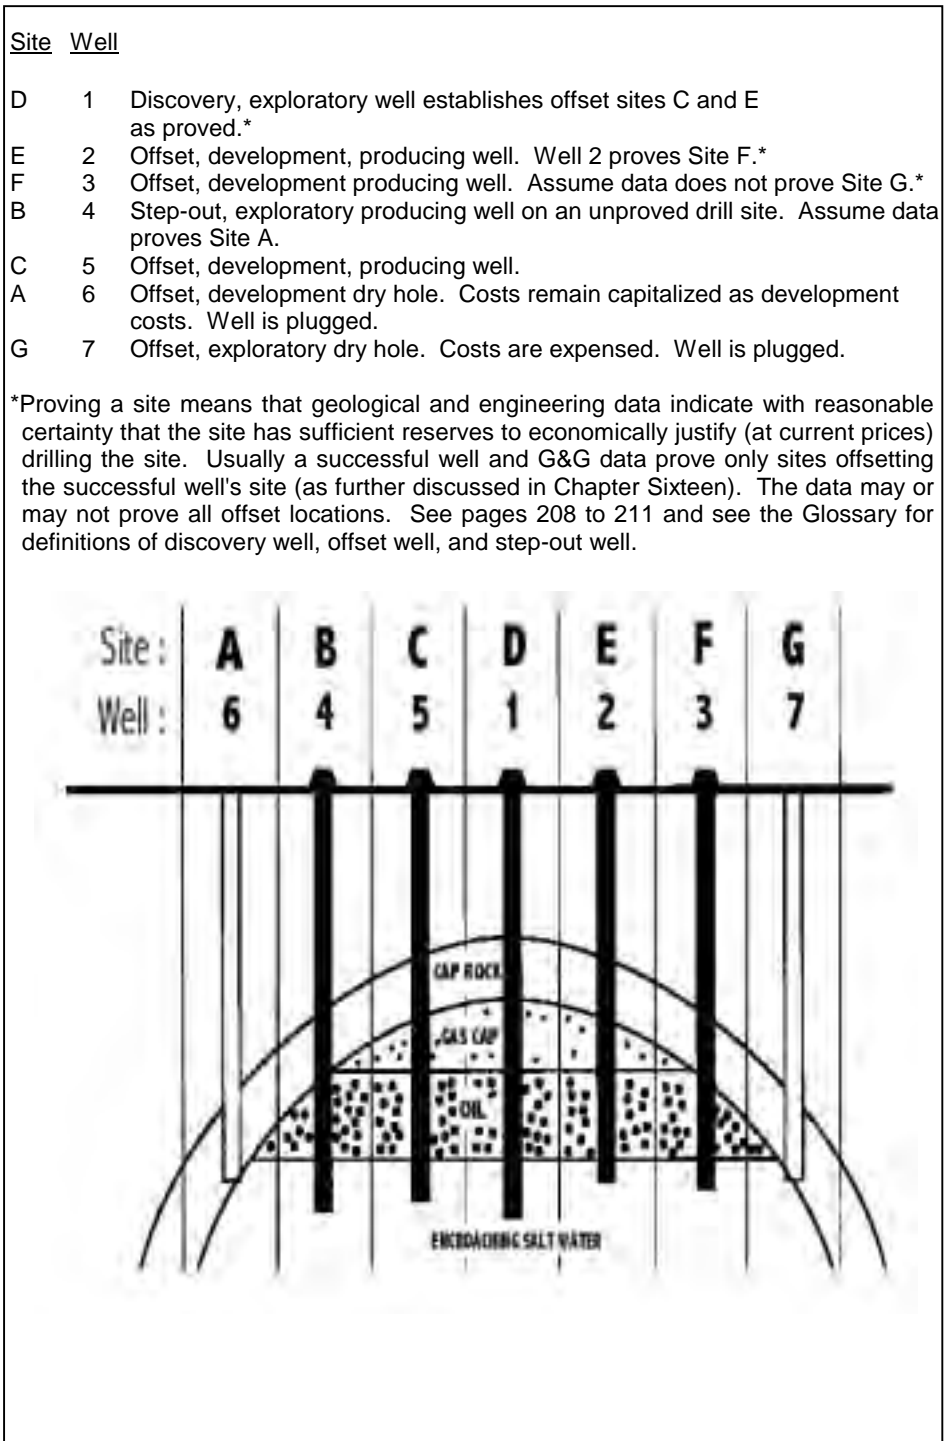 Site Well
D 1 Discovery, exploratory well establishes offset sites C and E
as proved.*
E 2 Offset, development, producing well. Well 2 proves Site F.*
F 3 Offset, development producing well. Assume data does not prove Site G.*
B 4 Step-out, exploratory producing well on an unproved drill site. Assume data
proves Site A.
C 5 Offset, development, producing well.
A 6 Offset, development dry hole. Costs remain capitalized as development
costs. Well is plugged.
G 7 Offset, exploratory dry hole. Costs are expensed. Well is plugged.
*Proving a site means that geological and engineering data indicate with reasonable
certainty that the site has sufficient reserves to economically justify (at current prices)
drilling the site. Usually a successful well and G&G data prove only sites offsetting
the successful well's site (as further discussed in Chapter Sixteen). The data may or
may not prove all offset locations. See pages 208 to 211 and see the Glossary for
definitions of discovery well, offset well, and step-out well.
Site : A B C D E F G
Well : 6 4 5 1 2 3 7
CAP ROCK
GAS CAP
OIL
ENCROACHING SALT WATER